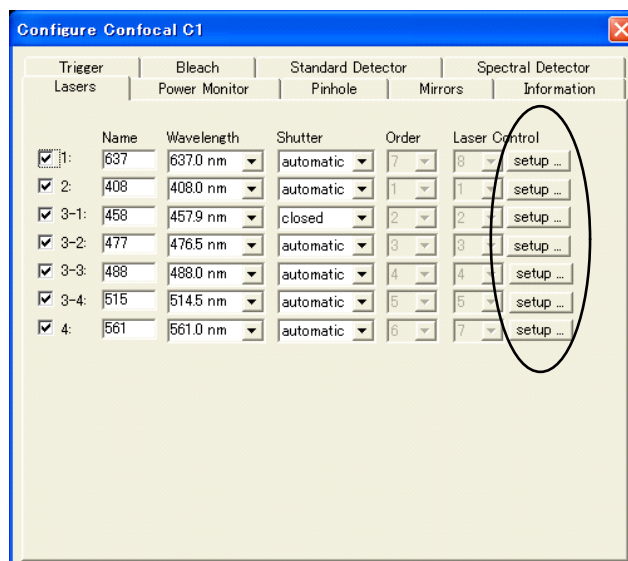 Configure Confocal C1
Trigger Bleach Standard Detector Spectral Detector
Lasers Power Monitor Pinhole Mirrors Information
Name Wavelength Shutter Order Laser Control
1: 637 637.0 nm automatic 7 8 setup ...
2: 408 408.0 nm automatic 1 1 setup ...
3-1: 458 457.9 nm closed 2 2 setup ...
3-2: 477 476.5 nm automatic 3 3 setup ...
3-3: 488 488.0 nm automatic 4 4 setup ...
3-4: 515 514.5 nm automatic 5 5 setup ...
4: 561 561.0 nm automatic 6 7 setup ...